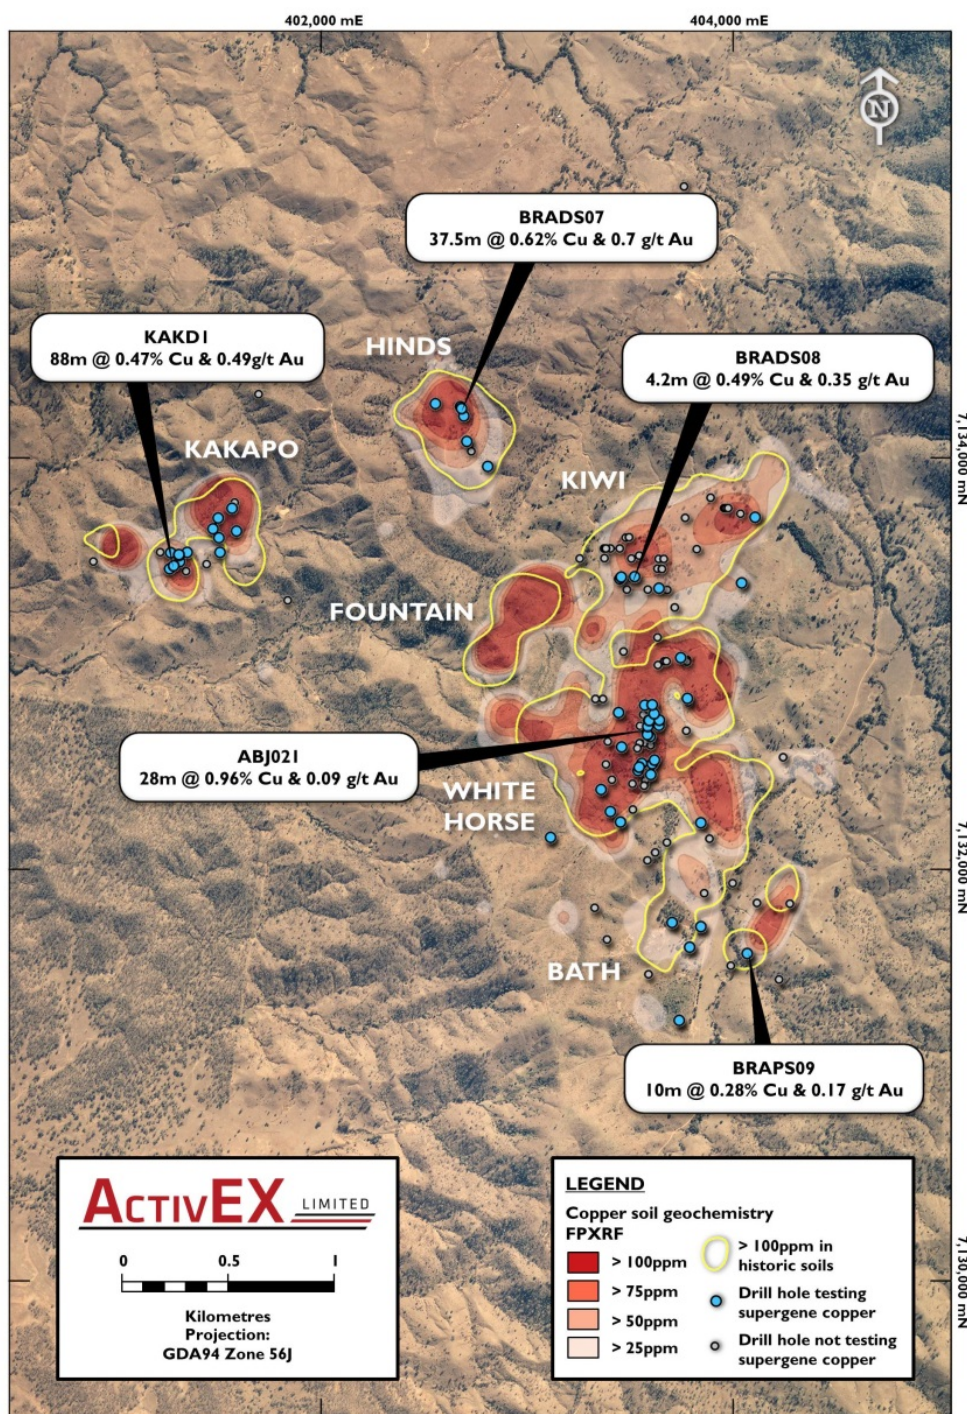 402,000 mE
404,000 mE
N
BRADS07
37.5m @ 0.62% Cu & 0.7 g/t Au
KAKD1
88m @ 0.47% Cu & 0.49g/t Au
HINDS
BRADS08
4.2m @ 0.49% Cu & 0.35 g/t Au
7,134,000 mN
KAKAPO
KIWI
FOUNTAIN
ABJ021
28m @ 0.96% Cu & 0.09 g/t Au
WHITE
HORSE
7,132,000 mN
BATH
BRAPS09
10m @ 0.28% Cu & 0.17 g/t Au
ACTIVEX LIMITED
0 0.5 1
Kilometres
Projection:
GDA94 Zone 56J
LEGEND
Copper soil geochemistry
FPXRF
> 100ppm
> 75ppm
> 50ppm
> 25ppm
> 100ppm in
historic soils
Drill hole testing
supergene copper
Drill hole not testing
supergene copper
7,130,000 mN